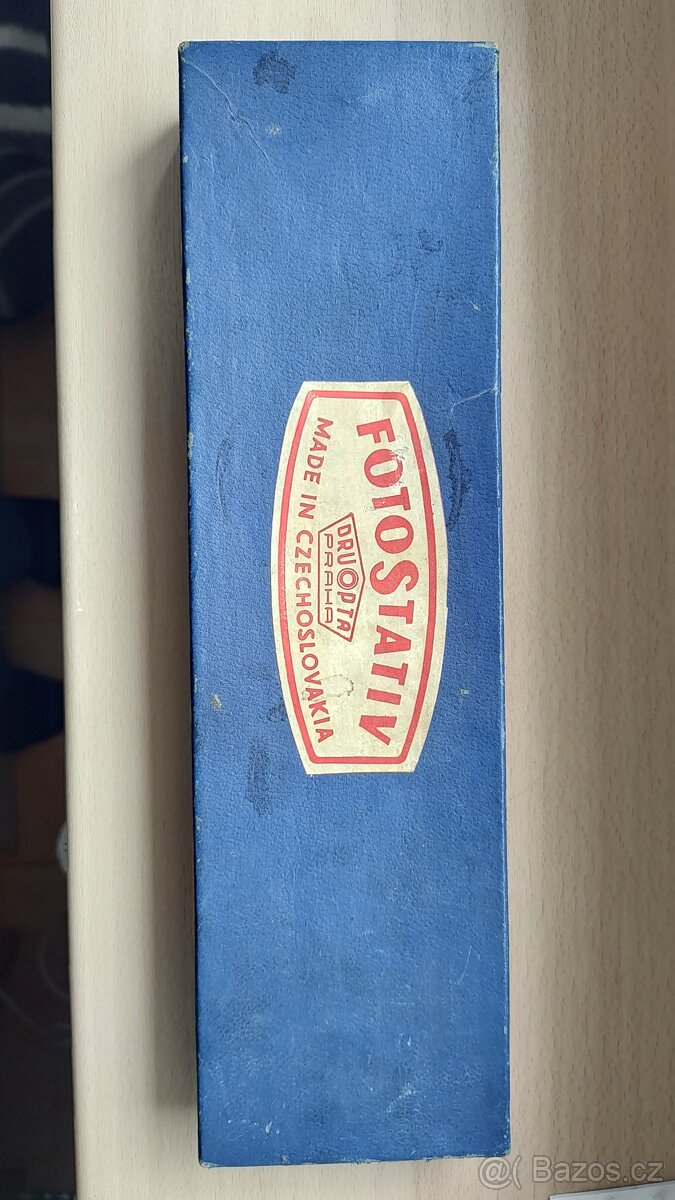 FOTOSTATIV
DRUOPTA
PRAHA
MADE IN CZECHOSLOVAKIA
@( Bazos.cz